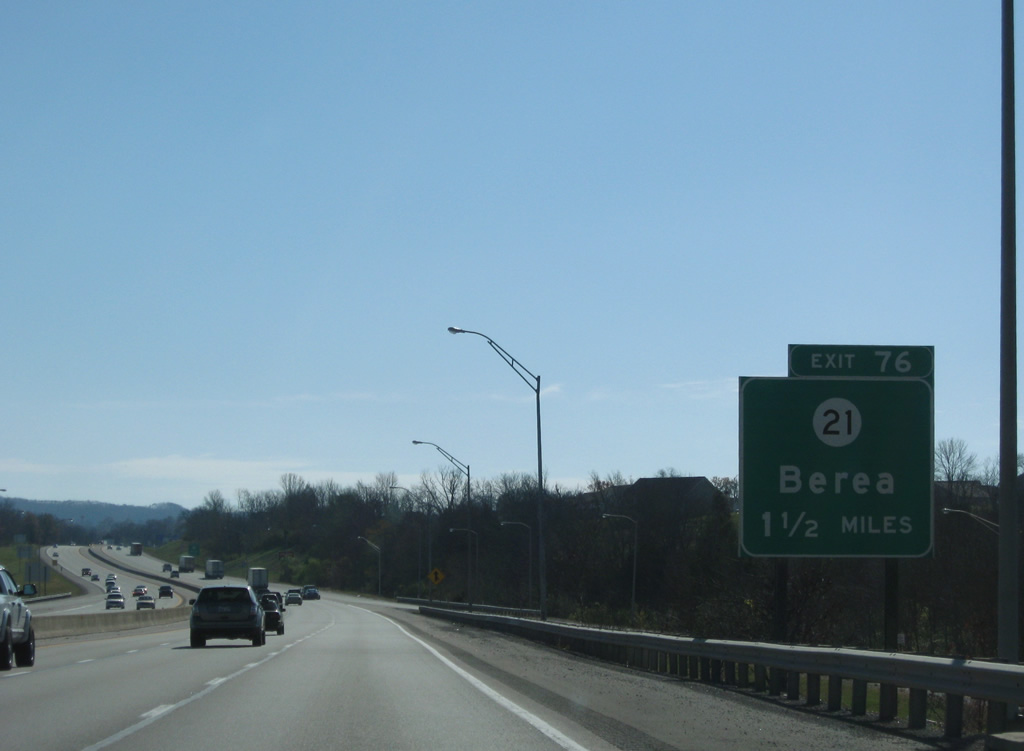 EXIT 76
21
Berea
1 1/2 MILES